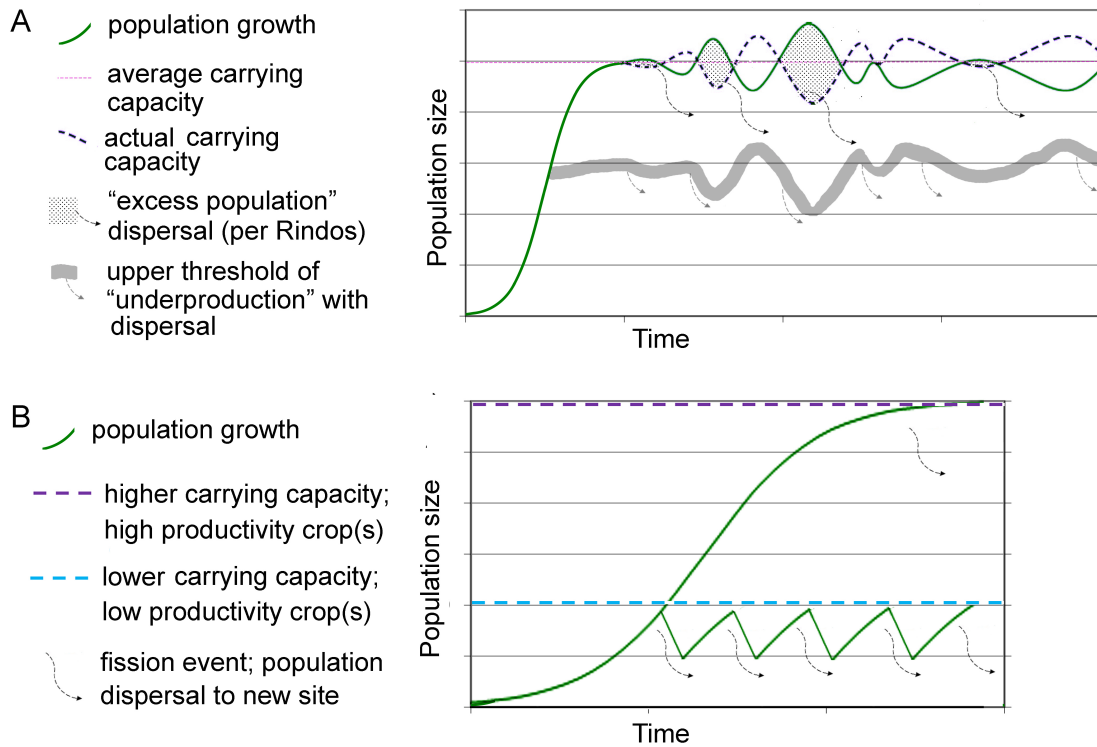 A
population growth
average carrying
capacity
actual carrying
capacity
“excess population”
dispersal (per Rindos)
upper threshold of
“underproduction” with
dispersal
Population size
Time
B
population growth
higher carrying capacity;
high productivity crop(s)
lower carrying capacity;
low productivity crop(s)
fission event; population
dispersal to new site
Population size
Time